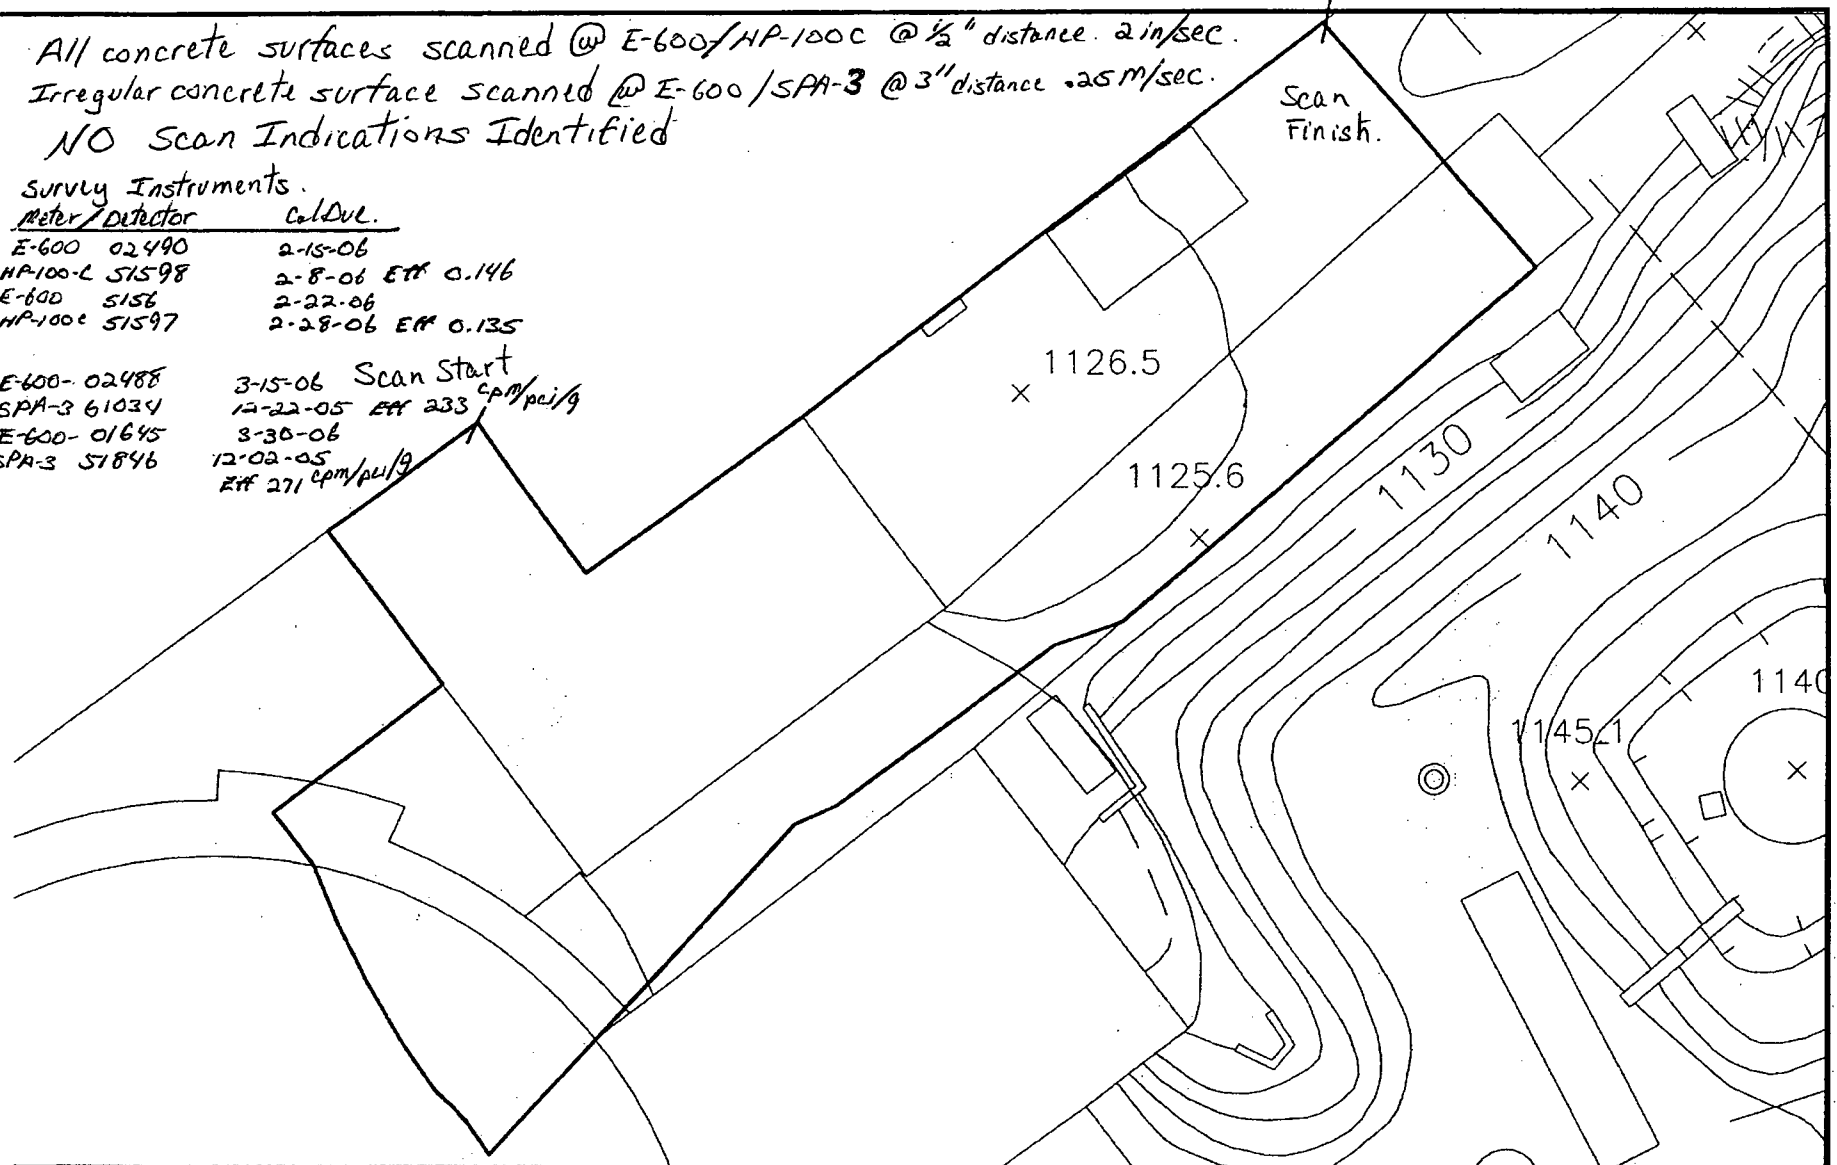 All concrete surfaces scanned @ E-600/HP-100C @ ½" distance. 2 in/sec.
Irregular concrete surface scanned @ E-600/SPA-3 @ 3" distance .25 m/sec.
NO Scan Indications Identified
Survey Instruments.
Meter/Detector Cal Due.
E-600 02490 2-15-06
HP-100-C 51598 2-8-06 Eff 0.146
E-600 5156 2-22-06
HP-100C 51597 2-28-06 Eff 0.135
E-600- 02488 3-15-06 Scan Start
SPA-3 61034 12-22-05 Eff 233 cpm/pci/g
E-600- 01645 3-30-06
SPA-3 51846 12-02-05
Eff 271 cpm/pci/g
Scan
Finish.
1126.5
1125.6
1130
1140
1140
1145.1